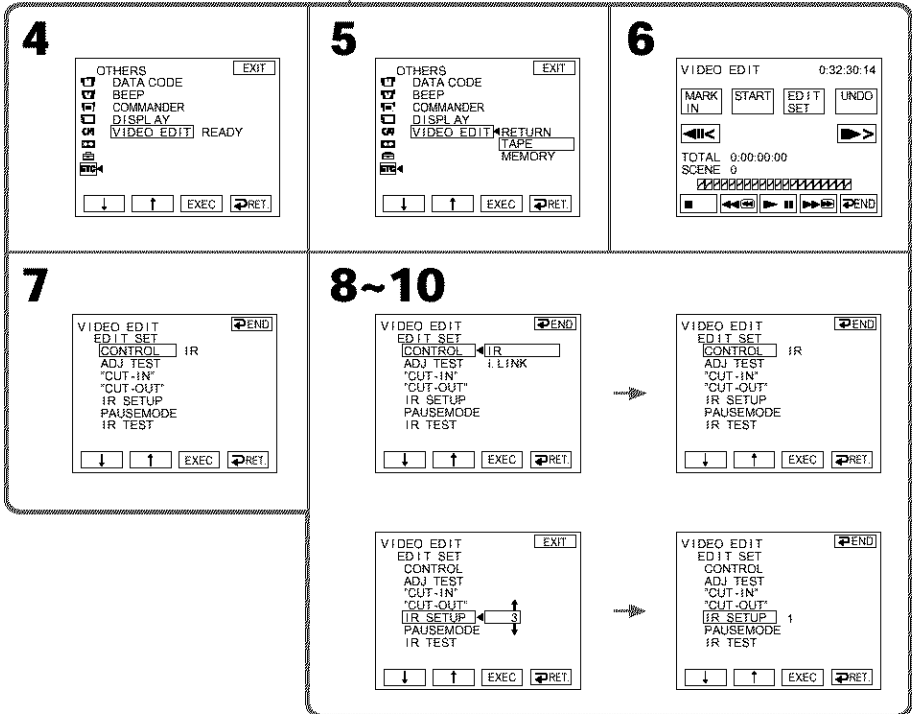 4
OTHERS EXIT
DATA CODE
BEEP
COMMANDER
DISPLAY
VIDEO EDIT READY
ETC
↓ ↑ EXEC RET.
5
OTHERS EXIT
DATA CODE
BEEP
COMMANDER
DISPLAY
VIDEO EDIT RETURN
TAPE
MEMORY
ETC
↓ ↑ EXEC RET.
6
VIDEO EDIT 0:32:30:14
MARK IN START EDIT SET UNDO
TOTAL 0:00:00:00
SCENE 0
END
7
VIDEO EDIT END
EDIT SET
CONTROL IR
ADJ TEST
"CUT-IN"
"CUT-OUT"
IR SETUP
PAUSEMODE
IR TEST
↓ ↑ EXEC RET.
8~10
VIDEO EDIT END
EDIT SET
CONTROL IR
ADJ TEST i.LINK
"CUT-IN"
"CUT-OUT"
IR SETUP
PAUSEMODE
IR TEST
↓ ↑ EXEC RET.
VIDEO EDIT END
EDIT SET
CONTROL IR
ADJ TEST
"CUT-IN"
"CUT-OUT"
IR SETUP
PAUSEMODE
IR TEST
↓ ↑ EXEC RET.
VIDEO EDIT EXIT
EDIT SET
CONTROL
ADJ TEST
"CUT-IN"
"CUT-OUT"
IR SETUP 3
PAUSEMODE
IR TEST
↓ ↑ EXEC RET.
VIDEO EDIT END
EDIT SET
CONTROL
ADJ TEST
"CUT-IN"
"CUT-OUT"
IR SETUP 1
PAUSEMODE
IR TEST
↓ ↑ EXEC RET.